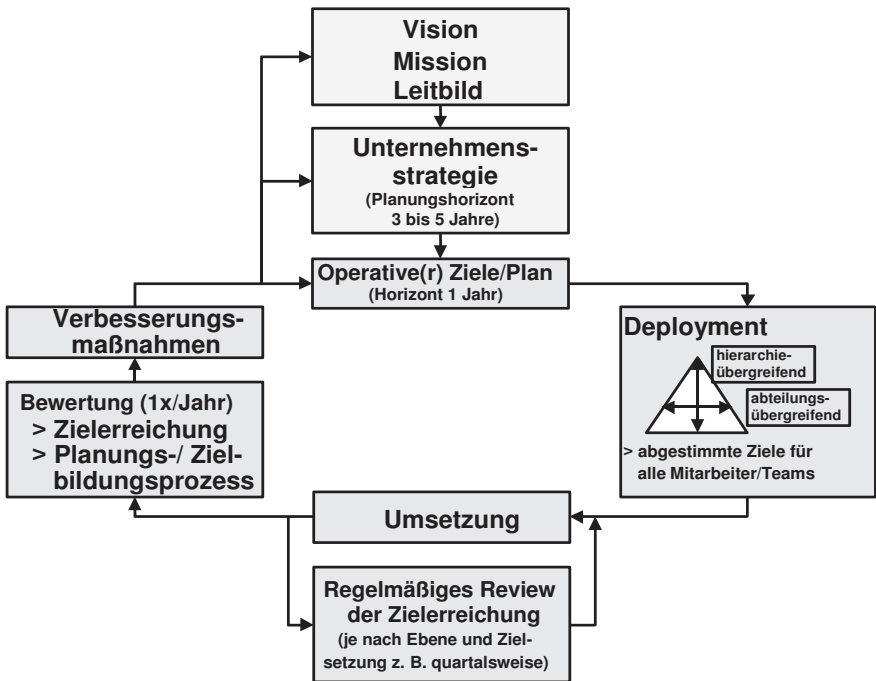 Vision
Mission
Leitbild
Unternehmens-
strategie
(Planungshorizont
3 bis 5 Jahre)
Operative(r) Ziele/Plan
(Horizont 1 Jahr)
Verbesserungs-
maßnahmen
Deployment
hierarchie-
übergreifend
abteilungs-
übergreifend
> abgestimmte Ziele für
alle Mitarbeiter/Teams
Bewertung (1x/Jahr)
> Zielerreichung
> Planungs-/ Ziel-
bildungsprozess
Umsetzung
Regelmäßiges Review
der Zielerreichung
(je nach Ebene und Ziel-
setzung z. B. quartalsweise)